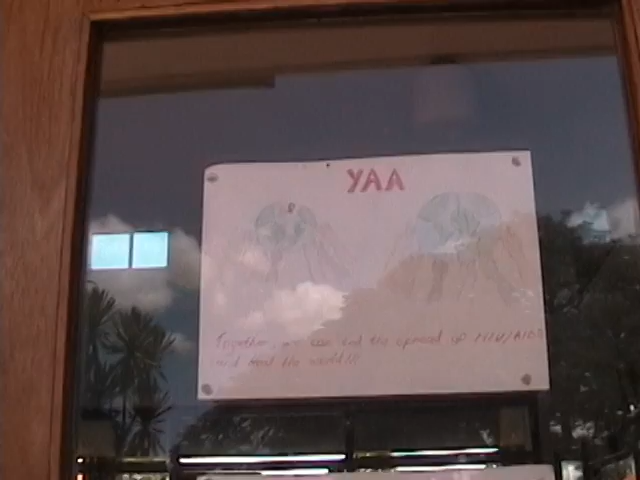 YAA
Together, we can end the spread of HIV/AIDS
and heal the world!!!